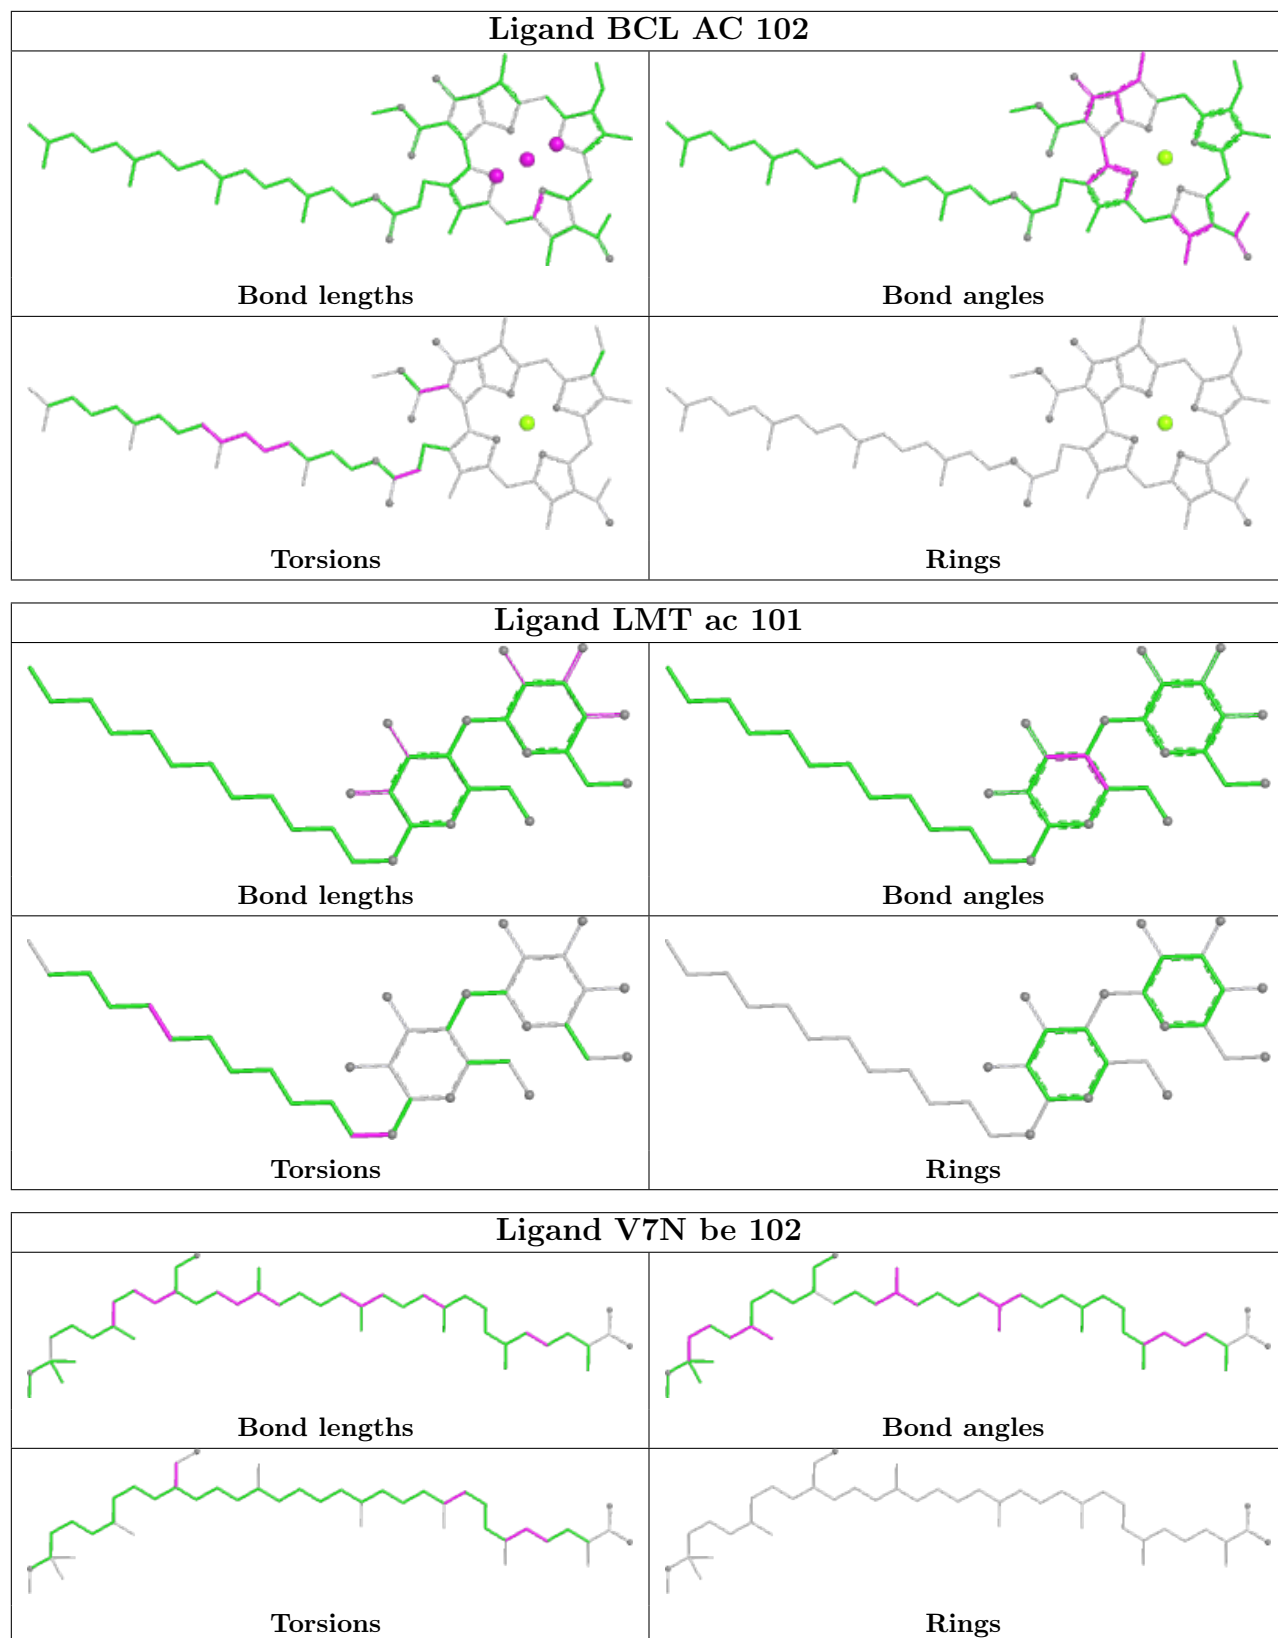 Ligand BCL AC 102
Bond lengths
Bond angles
Torsions
Rings
Ligand LMT ac 101
Bond lengths
Bond angles
Torsions
Rings
Ligand V7N be 102
Bond lengths
Bond angles
Torsions
Rings